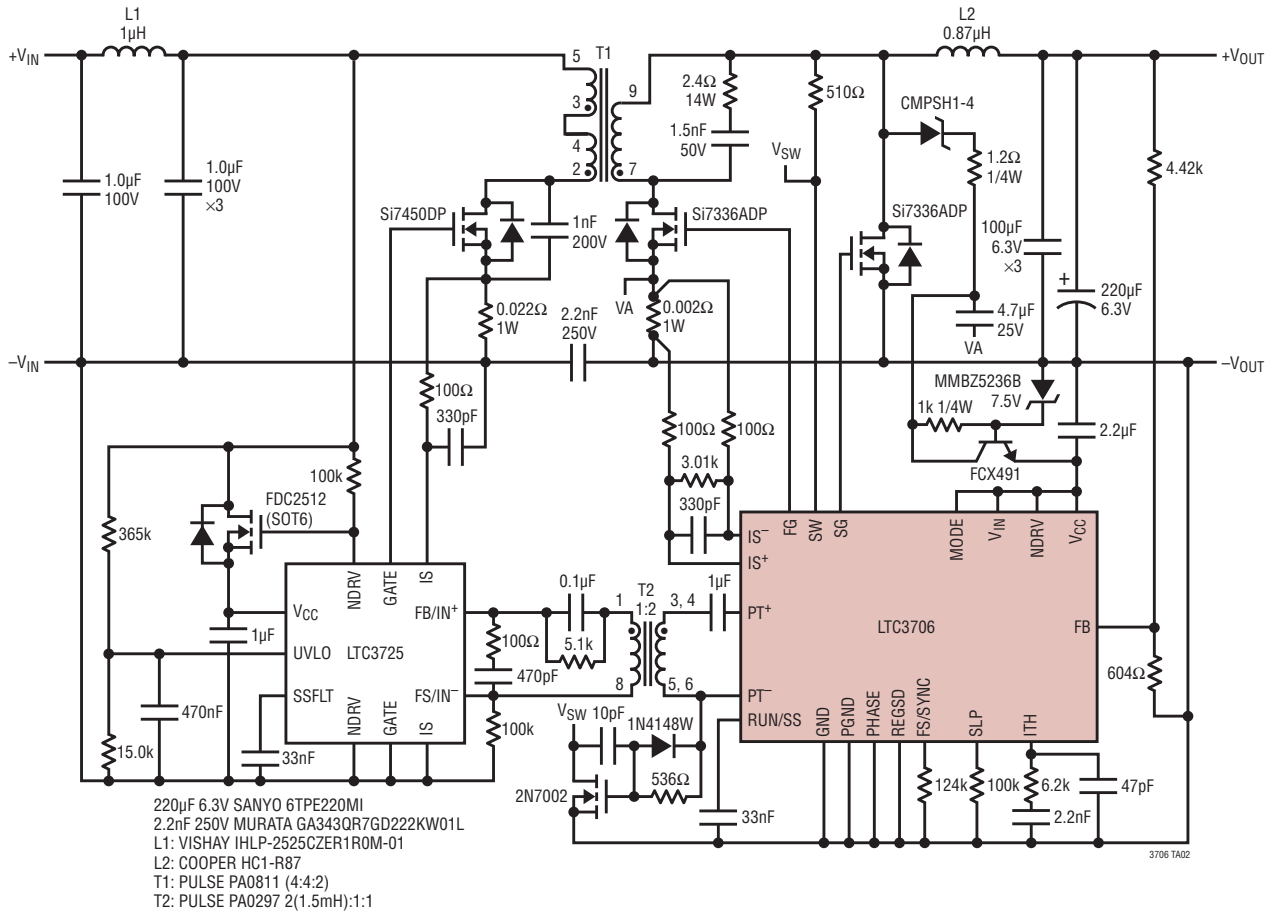 L1
1µH
+VIN
1.0µF
100V
1.0µF
100V
×3
–VIN
T1
5
3
4
2
9
7
Si7450DP
1nF
200V
0.022Ω
1W
2.2nF
250V
2.4Ω
14W
1.5nF
50V
Si7336ADP
VA
0.002Ω
1W
VSW
510Ω
L2
0.87µH
+VOUT
CMPSH1-4
1.2Ω
1/4W
Si7336ADP
4.7µF
25V
VA
100µF
6.3V
×3
+
220µF
6.3V
4.42k
–VOUT
MMBZ5236B
7.5V
1k 1/4W
FCX491
2.2µF
100Ω
330pF
100Ω
100Ω
3.01k
330pF
100k
FDC2512
(SOT6)
365k
1µF
470nF
15.0k
33nF
NDRV
GATE
IS
VCC
UVLO
LTC3725
SSFLT
FB/IN+
FS/IN–
NDRV
GATE
IS
100Ω
470pF
100k
0.1µF
5.1k
1
8
T2
1:2
3, 4
5, 6
1µF
VSW
10pF
1N4148W
536Ω
2N7002
33nF
IS–
IS+
FG
SW
SG
MODE
VIN
NDRV
VCC
PT+
LTC3706
FB
PT–
RUN/SS
GND
PGND
PHASE
REGSD
FS/SYNC
SLP
ITH
604Ω
124k
100k
6.2k
2.2nF
47pF
220µF 6.3V SANYO 6TPE220MI
2.2nF 250V MURATA GA343QR7GD222KW01L
L1: VISHAY IHLP-2525CZER1R0M-01
L2: COOPER HC1-R87
T1: PULSE PA0811 (4:4:2)
T2: PULSE PA0297 2(1.5mH):1:1
3706 TA02